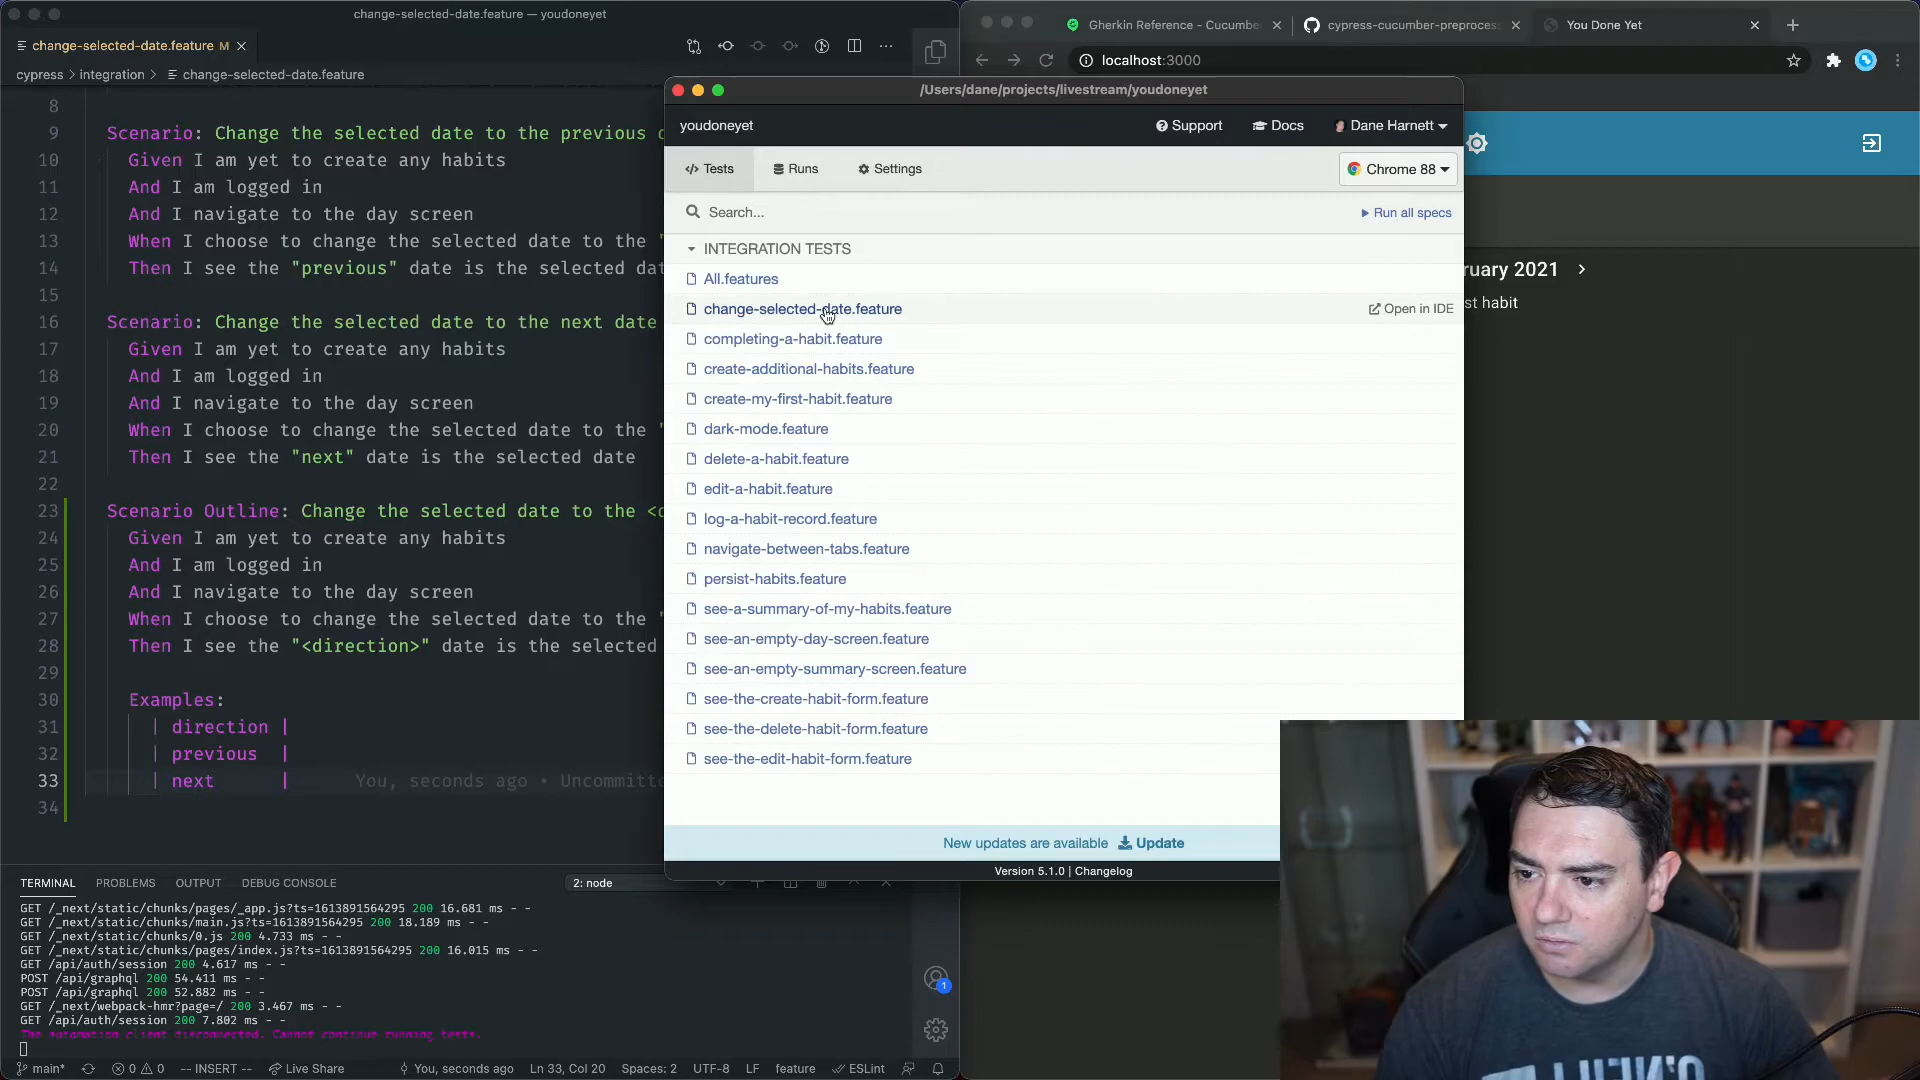 change-selected-date.feature — youdoneyet
change-selected-date.feature M
cypress > integration > change-selected-date.feature
8
9 Scenario: Change the selected date to the previous
10 Given I am yet to create any habits
11 And I am logged in
12 And I navigate to the day screen
13 When I choose to change the selected date to the
14 Then I see the "previous" date is the selected dat
15
16 Scenario: Change the selected date to the next date
17 Given I am yet to create any habits
18 And I am logged in
19 And I navigate to the day screen
20 When I choose to change the selected date to the "
21 Then I see the "next" date is the selected date
22
23 Scenario Outline: Change the selected date to the <
24 Given I am yet to create any habits
25 And I am logged in
26 And I navigate to the day screen
27 When I choose to change the selected date to the "
28 Then I see the "<direction>" date is the selected
29
30 Examples:
31 | direction |
32 | previous |
33 | next | You, seconds ago • Uncommitte
34
TERMINAL PROBLEMS OUTPUT DEBUG CONSOLE 2: node
GET /_next/static/chunks/pages/_app.js?ts=1613891564295 200 16.681 ms - -
GET /_next/static/chunks/main.js?ts=1613891564295 200 18.189 ms - -
GET /_next/static/chunks/0.js 200 4.733 ms - -
GET /_next/static/chunks/pages/index.js?ts=1613891564295 200 16.015 ms - -
GET /api/auth/session 200 4.617 ms - -
POST /api/graphql 200 54.411 ms - -
POST /api/graphql 200 52.882 ms - -
GET /_next/webpack-hmr?page=/ 200 3.467 ms - -
GET /api/auth/session 200 7.802 ms - -
The automation client disconnected. Cannot continue running tests.
1
main* 0 0 -- INSERT -- Live Share You, seconds ago Ln 33, Col 20 Spaces: 2 UTF-8 LF feature ESLint
Gherkin Reference - Cucumbe
cypress-cucumber-preprocess
You Done Yet
localhost:3000
ruary 2021 >
st habit
/Users/dane/projects/livestream/youdoneyet
youdoneyet Support Docs Dane Harnett
Tests Runs Settings Chrome 88
Search... Run all specs
INTEGRATION TESTS
All.features
change-selected-date.feature Open in IDE
completing-a-habit.feature
create-additional-habits.feature
create-my-first-habit.feature
dark-mode.feature
delete-a-habit.feature
edit-a-habit.feature
log-a-habit-record.feature
navigate-between-tabs.feature
persist-habits.feature
see-a-summary-of-my-habits.feature
see-an-empty-day-screen.feature
see-an-empty-summary-screen.feature
see-the-create-habit-form.feature
see-the-delete-habit-form.feature
see-the-edit-habit-form.feature
New updates are available Update
Version 5.1.0 | Changelog